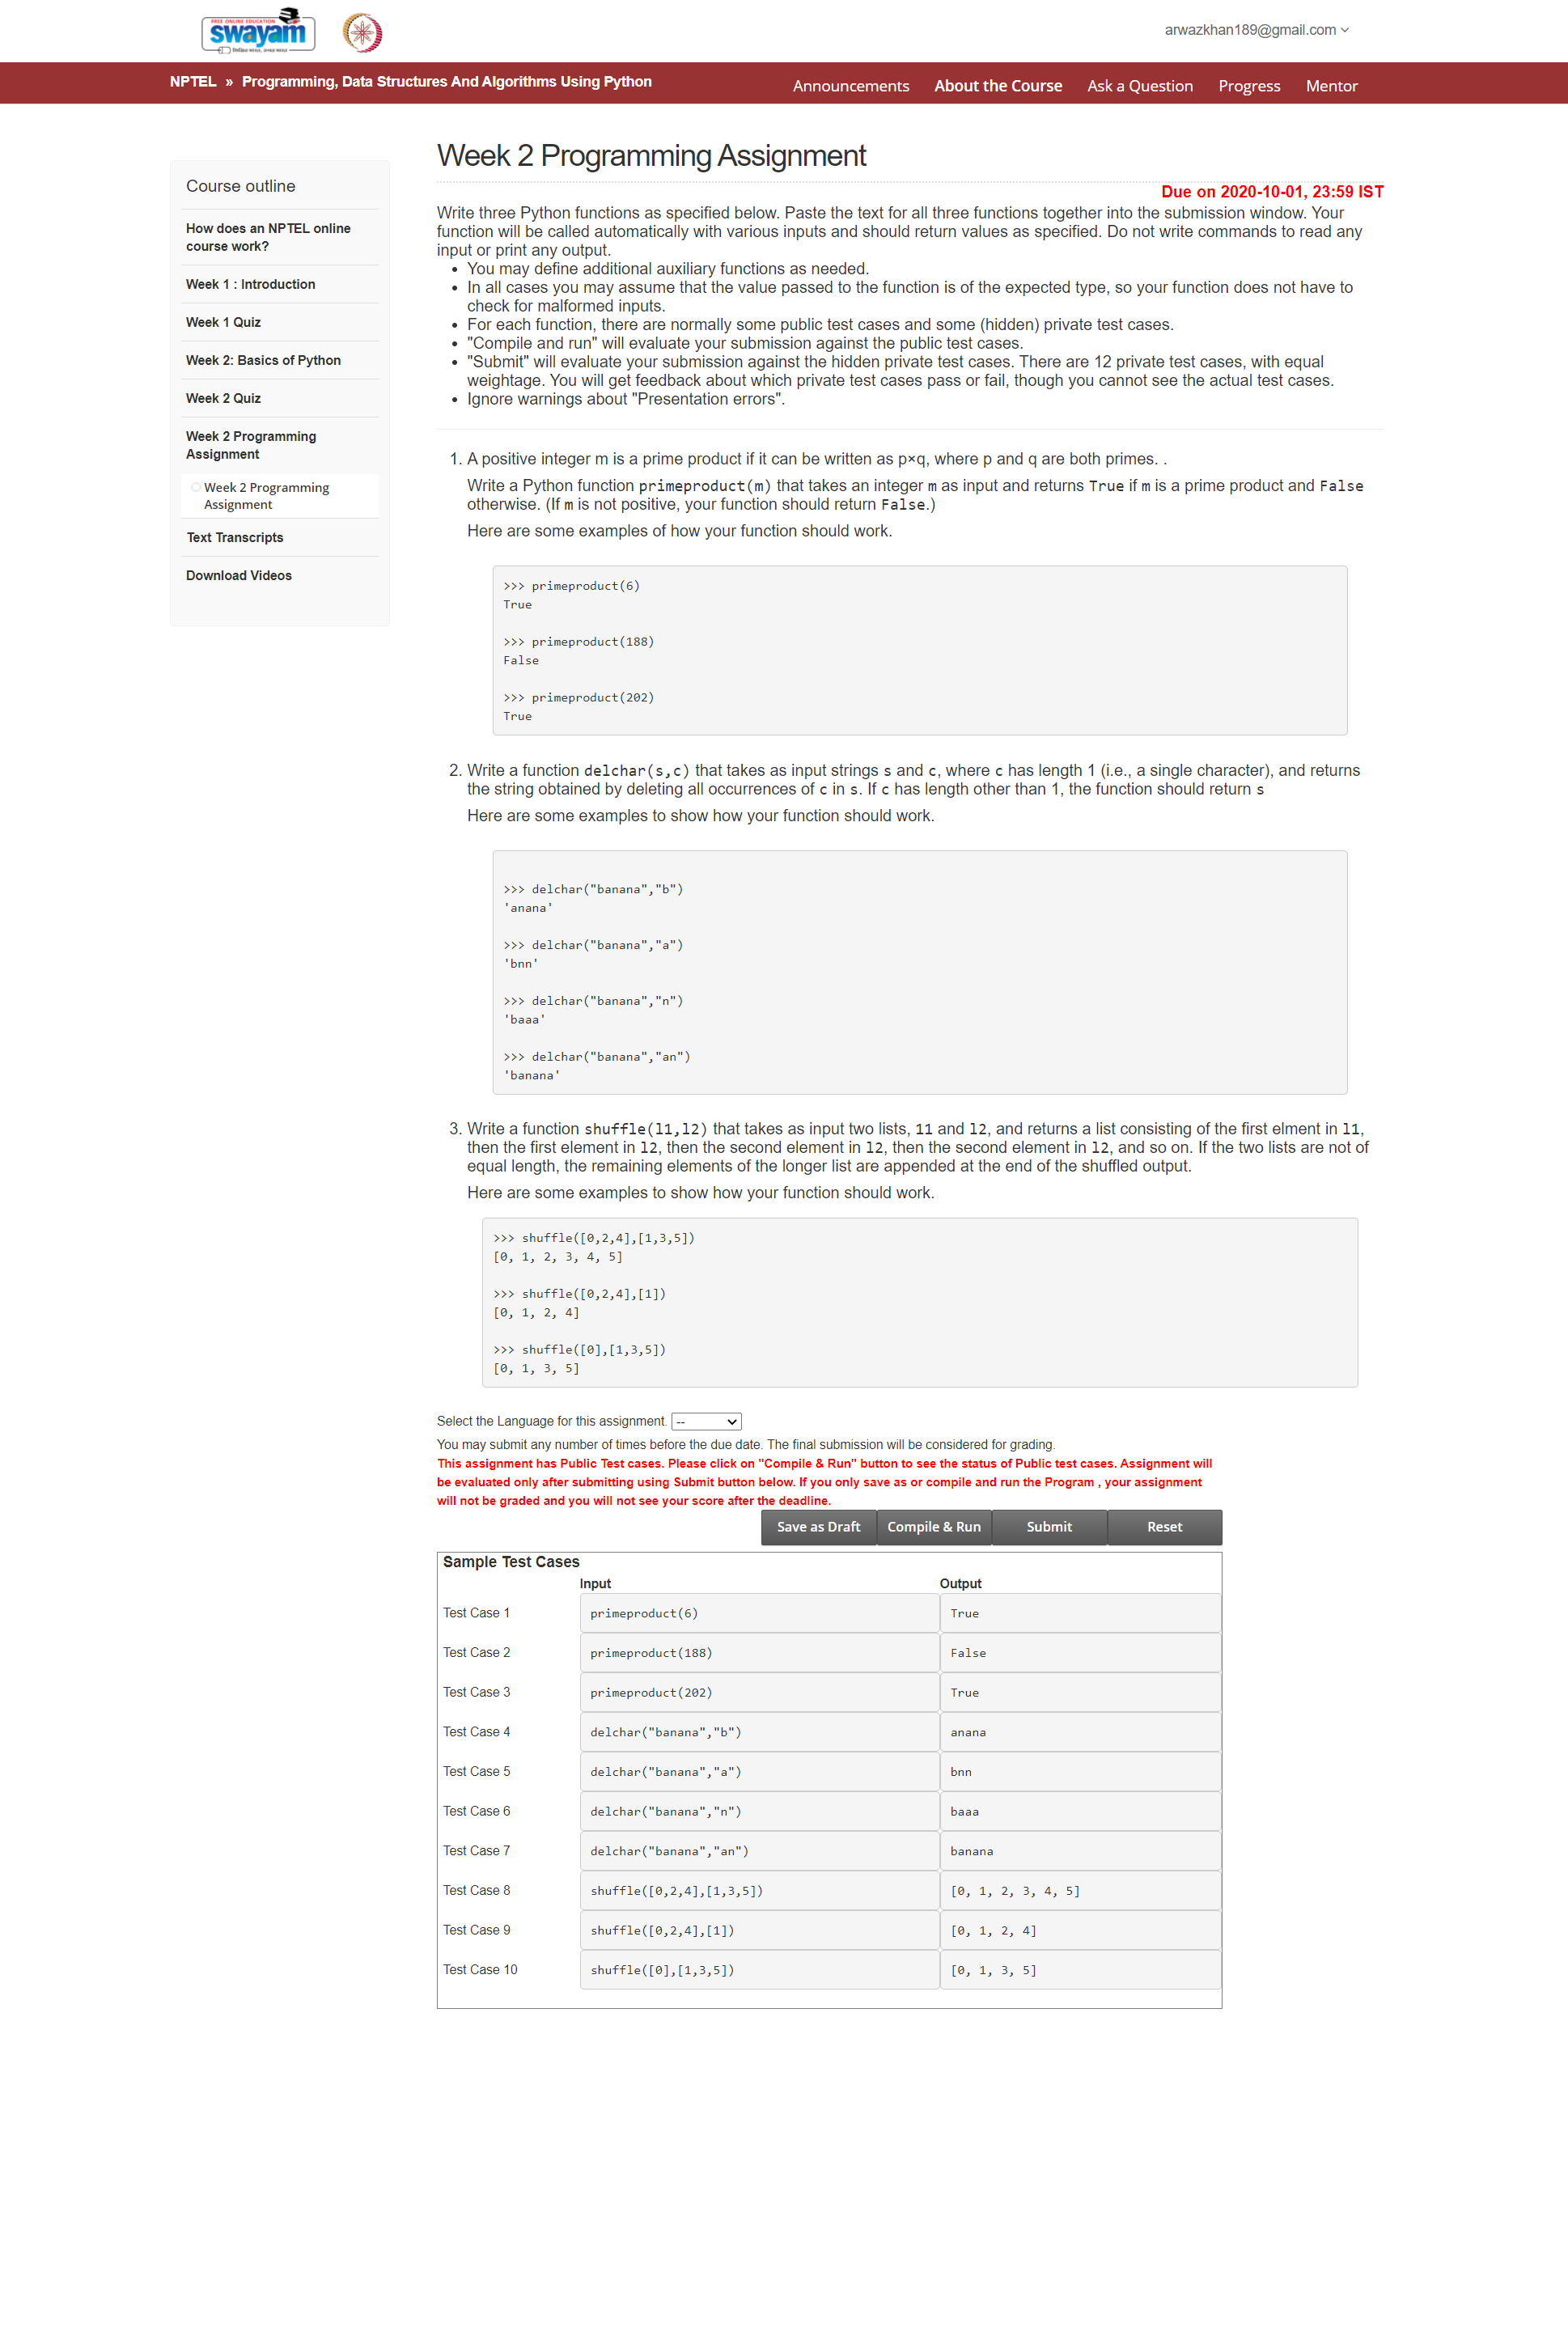 FREE ONLINE EDUCATION
swayam
शिक्षित भारत, उन्नत भारत
arwazkhan189@gmail.com
NPTEL » Programming, Data Structures And Algorithms Using Python
Announcements About the Course Ask a Question Progress Mentor
Course outline
How does an NPTEL online
course work?
Week 1 : Introduction
Week 1 Quiz
Week 2: Basics of Python
Week 2 Quiz
Week 2 Programming
Assignment
Week 2 Programming
Assignment
Text Transcripts
Download Videos
Week 2 Programming Assignment
Due on 2020-10-01, 23:59 IST
Write three Python functions as specified below. Paste the text for all three functions together into the submission window. Your
function will be called automatically with various inputs and should return values as specified. Do not write commands to read any
input or print any output.
• You may define additional auxiliary functions as needed.
• In all cases you may assume that the value passed to the function is of the expected type, so your function does not have to
check for malformed inputs.
• For each function, there are normally some public test cases and some (hidden) private test cases.
• "Compile and run" will evaluate your submission against the public test cases.
• "Submit" will evaluate your submission against the hidden private test cases. There are 12 private test cases, with equal
weightage. You will get feedback about which private test cases pass or fail, though you cannot see the actual test cases.
• Ignore warnings about "Presentation errors".
1. A positive integer m is a prime product if it can be written as p×q, where p and q are both primes. .
Write a Python function primeproduct(m) that takes an integer m as input and returns True if m is a prime product and False
otherwise. (If m is not positive, your function should return False.)
Here are some examples of how your function should work.
>>> primeproduct(6)
True
>>> primeproduct(188)
False
>>> primeproduct(202)
True
2. Write a function delchar(s,c) that takes as input strings s and c, where c has length 1 (i.e., a single character), and returns
the string obtained by deleting all occurrences of c in s. If c has length other than 1, the function should return s
Here are some examples to show how your function should work.
>>> delchar("banana","b")
'anana'
>>> delchar("banana","a")
'bnn'
>>> delchar("banana","n")
'baaa'
>>> delchar("banana","an")
'banana'
3. Write a function shuffle(l1,l2) that takes as input two lists, 11 and l2, and returns a list consisting of the first elment in l1,
then the first element in l2, then the second element in l2, then the second element in l2, and so on. If the two lists are not of
equal length, the remaining elements of the longer list are appended at the end of the shuffled output.
Here are some examples to show how your function should work.
>>> shuffle([0,2,4],[1,3,5])
[0, 1, 2, 3, 4, 5]
>>> shuffle([0,2,4],[1])
[0, 1, 2, 4]
>>> shuffle([0],[1,3,5])
[0, 1, 3, 5]
Select the Language for this assignment. --
You may submit any number of times before the due date. The final submission will be considered for grading.
This assignment has Public Test cases. Please click on "Compile & Run" button to see the status of Public test cases. Assignment will
be evaluated only after submitting using Submit button below. If you only save as or compile and run the Program , your assignment
will not be graded and you will not see your score after the deadline.
Save as Draft Compile & Run Submit Reset
Sample Test Cases
Input Output
Test Case 1 primeproduct(6) True
Test Case 2 primeproduct(188) False
Test Case 3 primeproduct(202) True
Test Case 4 delchar("banana","b") anana
Test Case 5 delchar("banana","a") bnn
Test Case 6 delchar("banana","n") baaa
Test Case 7 delchar("banana","an") banana
Test Case 8 shuffle([0,2,4],[1,3,5]) [0, 1, 2, 3, 4, 5]
Test Case 9 shuffle([0,2,4],[1]) [0, 1, 2, 4]
Test Case 10 shuffle([0],[1,3,5]) [0, 1, 3, 5]